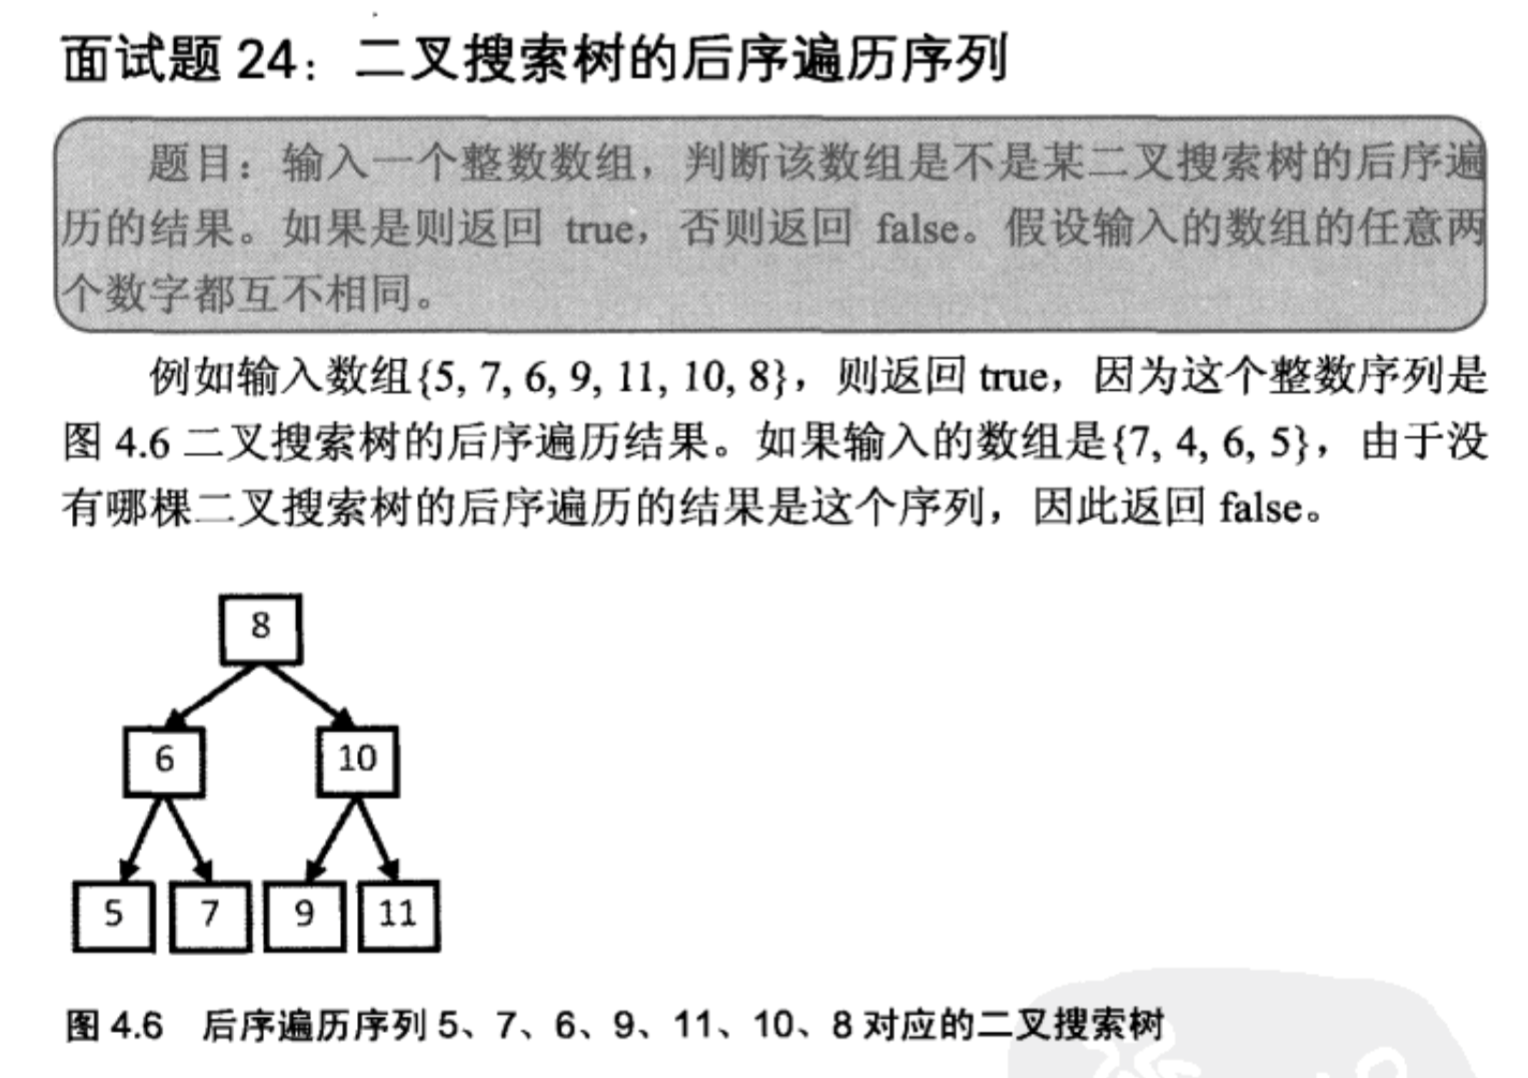 面试题 24：二叉搜索树的后序遍历序列
题目：输入一个整数数组，判断该数组是不是某二叉搜索树的后序遍
历的结果。如果是则返回 true，否则返回 false。假设输入的数组的任意两
个数字都互不相同。
例如输入数组{5, 7, 6, 9, 11, 10, 8}，则返回 true，因为这个整数序列是
图 4.6 二叉搜索树的后序遍历结果。如果输入的数组是{7, 4, 6, 5}，由于没
有哪棵二叉搜索树的后序遍历的结果是这个序列，因此返回 false。
8
6 10
5 7 9 11
图 4.6 后序遍历序列 5、7、6、9、11、10、8 对应的二叉搜索树